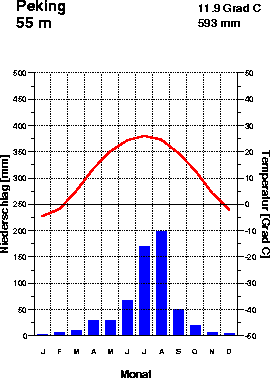 Peking
11.9 Grad C
55 m
593 mm
500 50
450 40
400 30
350 20
300 10
250 0
200 -10
150 -20
100 -30
50 -40
0 -50
Niederschlag [mm]
Temperatur [Grad C]
J F M A M J J A S O N D
Monat